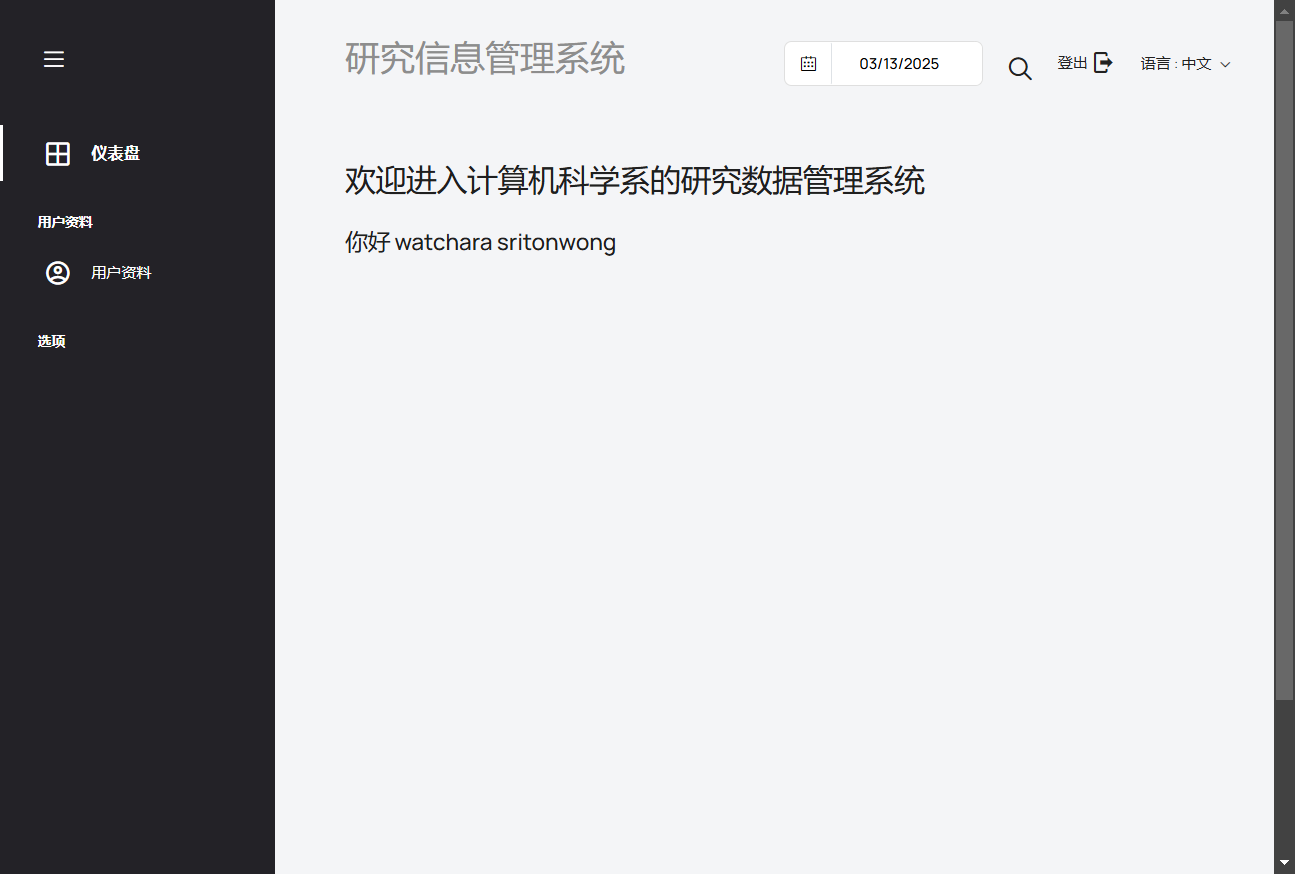 研究信息管理系统
03/13/2025
登出
语言 : 中文
仪表盘
用户资料
用户资料
选项
欢迎进入计算机科学系的研究数据管理系统
你好 watchara sritonwong